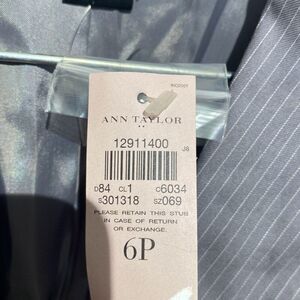 ANN TAYLOR
12911400
J8
D84 CL1 C6034
S301318 SZ069
PLEASE RETAIN THIS STUB
IN CASE OF RETURN
OR EXCHANGE.
6P